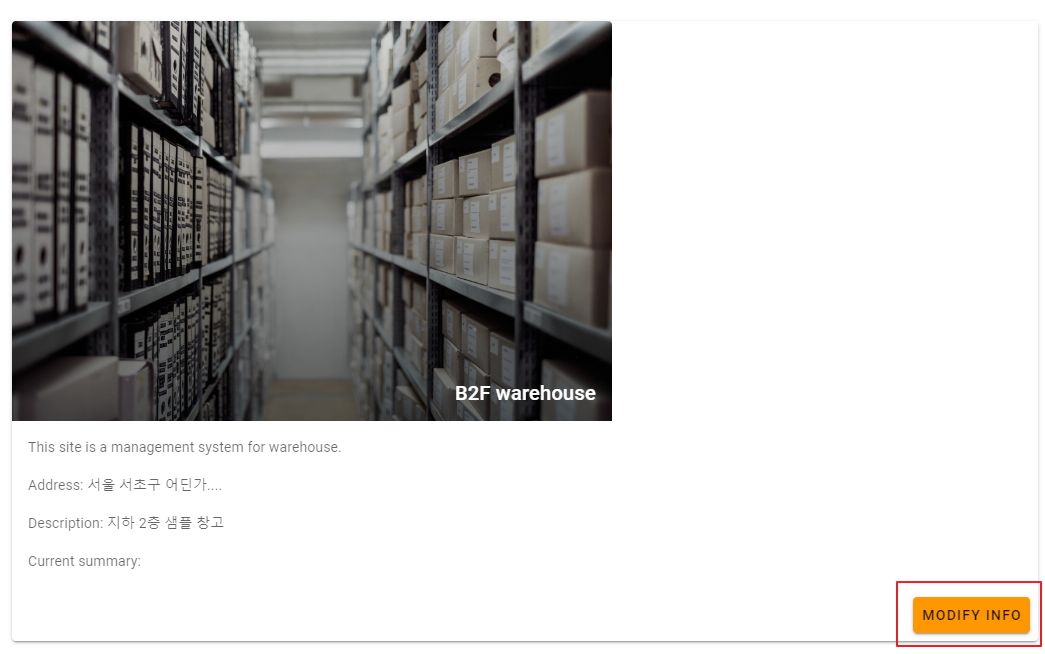 B2F warehouse
This site is a management system for warehouse.
Address: 서울 서초구 어딘가....
Description: 지하 2층 샘플 창고
Current summary:
MODIFY INFO